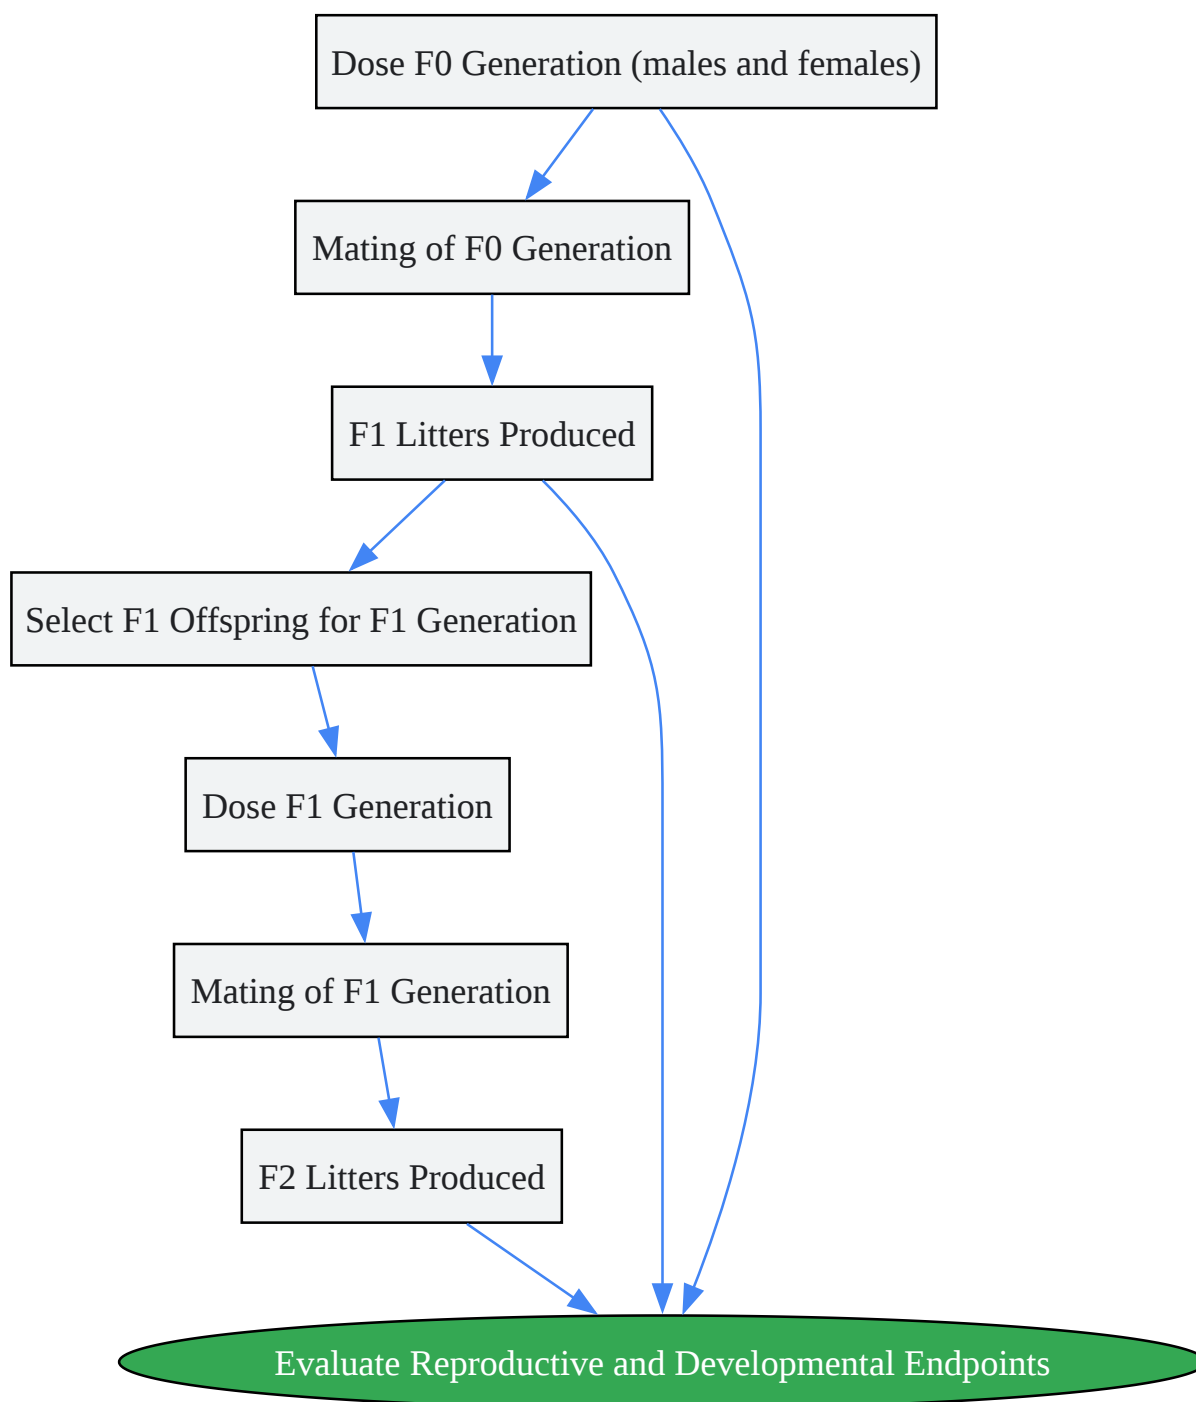 Dose F0 Generation (males and females)
Mating of F0 Generation
F1 Litters Produced
Select F1 Offspring for F1 Generation
Dose F1 Generation
Mating of F1 Generation
F2 Litters Produced
Evaluate Reproductive and Developmental Endpoints